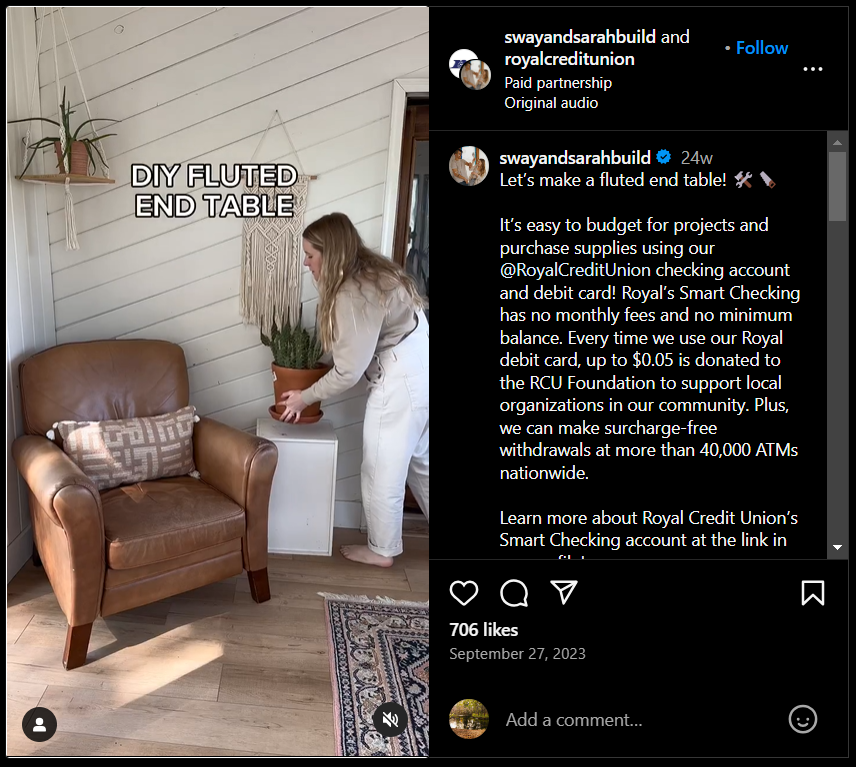 DIY FLUTED
END TABLE
swayandsarahbuild and
royalcreditunion
• Follow
Paid partnership
Original audio
swayandsarahbuild 24w
Let’s make a fluted end table! 🛠️ 🪚
It’s easy to budget for projects and
purchase supplies using our
@RoyalCreditUnion checking account
and debit card! Royal’s Smart Checking
has no monthly fees and no minimum
balance. Every time we use our Royal
debit card, up to $0.05 is donated to
the RCU Foundation to support local
organizations in our community. Plus,
we can make surcharge-free
withdrawals at more than 40,000 ATMs
nationwide.
Learn more about Royal Credit Union’s
Smart Checking account at the link in
706 likes
September 27, 2023
Add a comment...